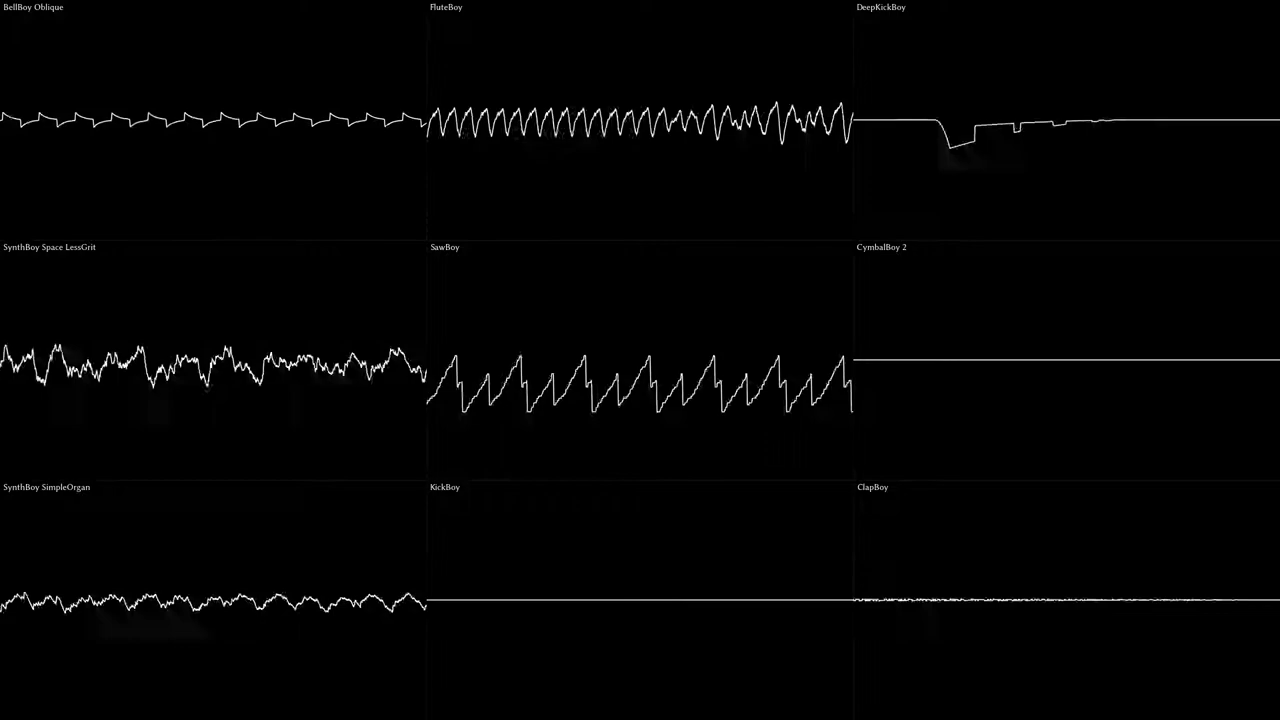 BellBoy Oblique
FluteBoy
DeepKickBoy
SynthBoy Space LessGrit
SawBoy
CymbalBoy 2
SynthBoy SimpleOrgan
KickBoy
ClapBoy